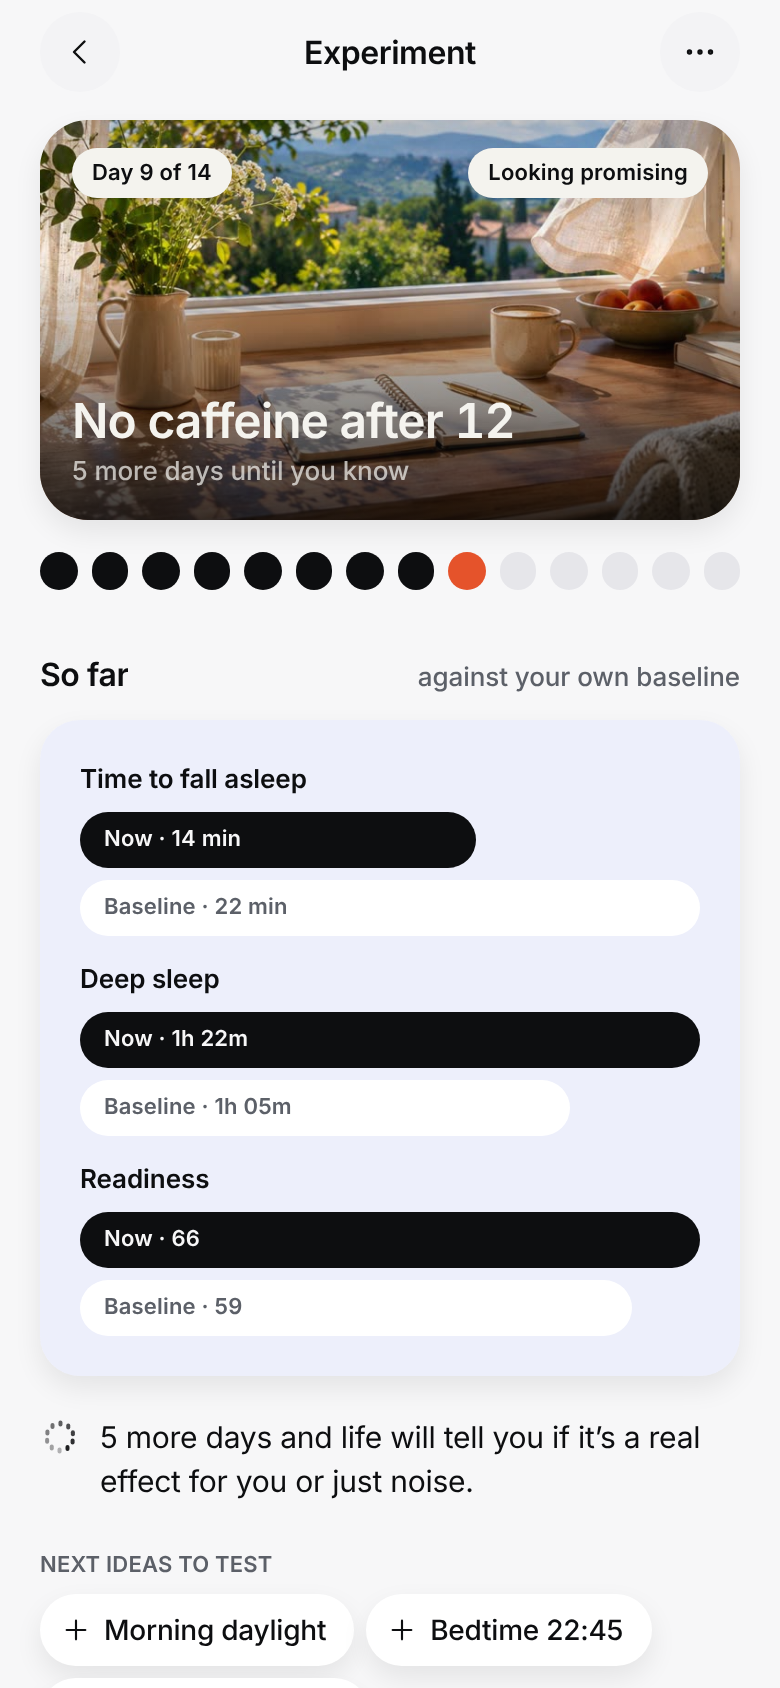 Experiment
Day 9 of 14
Looking promising
No caffeine after 12
5 more days until you know
So far
against your own baseline
Time to fall asleep
Now · 14 min
Baseline · 22 min
Deep sleep
Now · 1h 22m
Baseline · 1h 05m
Readiness
Now · 66
Baseline · 59
5 more days and life will tell you if it’s a real
effect for you or just noise.
NEXT IDEAS TO TEST
Morning daylight
Bedtime 22:45